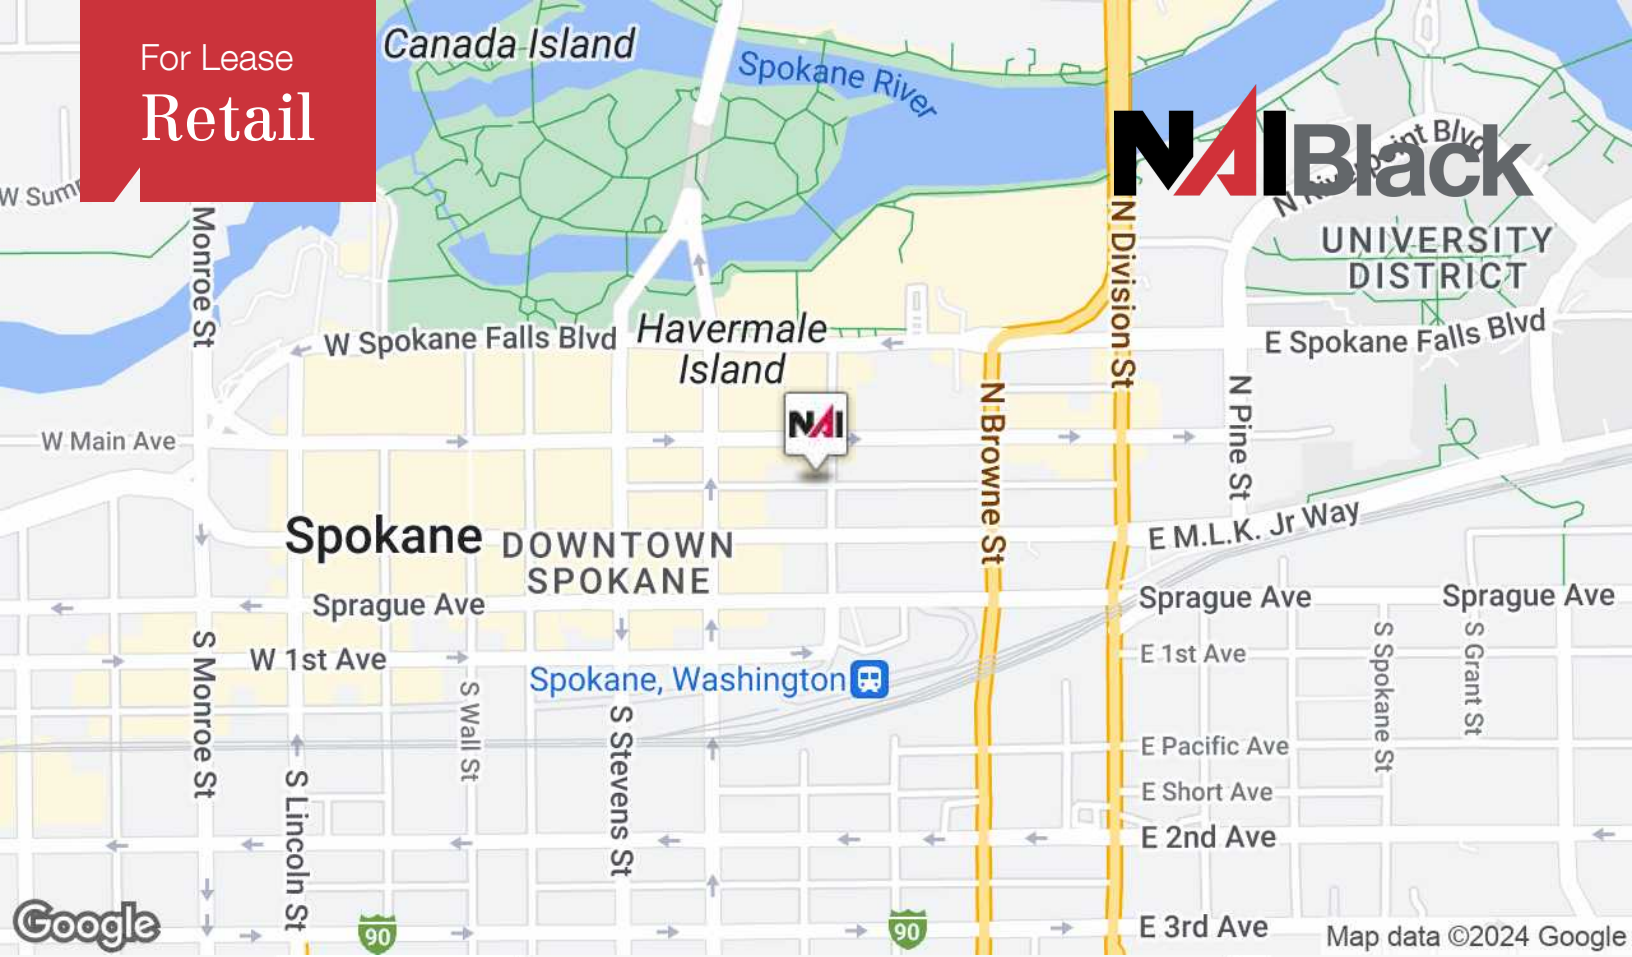 For Lease
Retail
Canada Island
Spokane River
NAI Black
N Riverpoint Blvd
UNIVERSITY
DISTRICT
W Summ
Monroe St
N Division St
W Spokane Falls Blvd
Havermale
Island
E Spokane Falls Blvd
NAI
N Browne St
N Pine St
W Main Ave
Spokane
DOWNTOWN
SPOKANE
E M.L.K. Jr Way
Sprague Ave
Sprague Ave
Sprague Ave
S Monroe St
W 1st Ave
E 1st Ave
S Spokane St
S Grant St
Spokane, Washington
S Wall St
S Stevens St
E Pacific Ave
S Lincoln St
E Short Ave
E 2nd Ave
Google
90
90
E 3rd Ave
Map data ©2024 Google